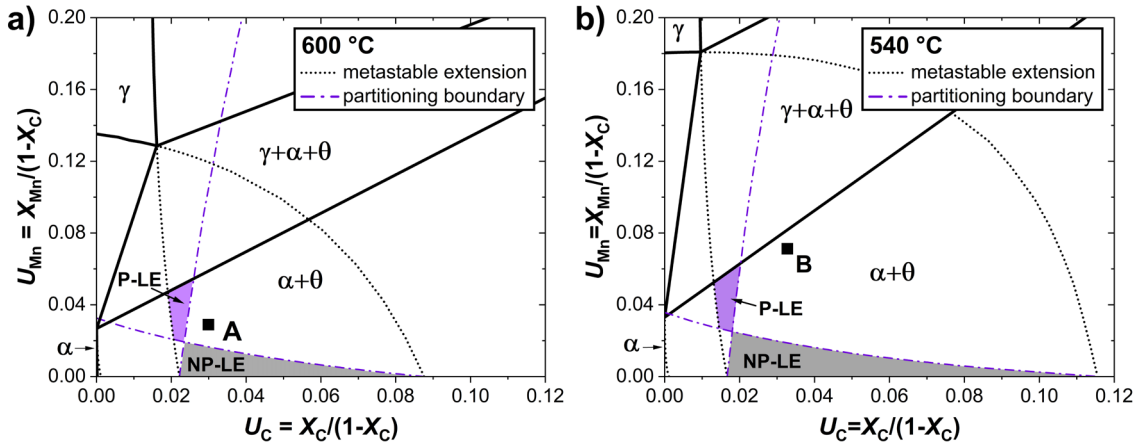 a)
600 °C
metastable extension
partitioning boundary
γ
γ+α+θ
P-LE
α+θ
A
α
NP-LE
0.20
0.16
0.12
0.08
0.04
0.00
0.00 0.02 0.04 0.06 0.08 0.10 0.12
U_Mn = X_Mn/(1-X_C)
U_C = X_C/(1-X_C)
b)
540 °C
metastable extension
partitioning boundary
γ
γ+α+θ
B
α+θ
P-LE
α
NP-LE
0.20
0.16
0.12
0.08
0.04
0.00
0.00 0.02 0.04 0.06 0.08 0.10 0.12
U_Mn=X_Mn/(1-X_C)
U_C=X_C/(1-X_C)